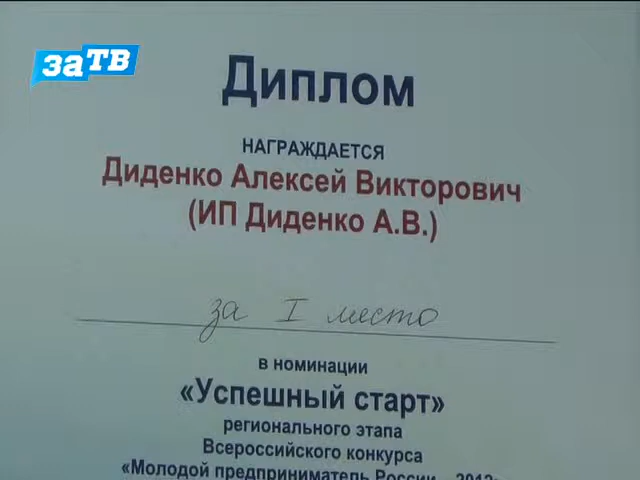 заТВ
Диплом
НАГРАЖДАЕТСЯ
Диденко Алексей Викторович
(ИП Диденко А.В.)
за I место
в номинации
«Успешный старт»
регионального этапа
Всероссийского конкурса
«Молодой предприниматель России